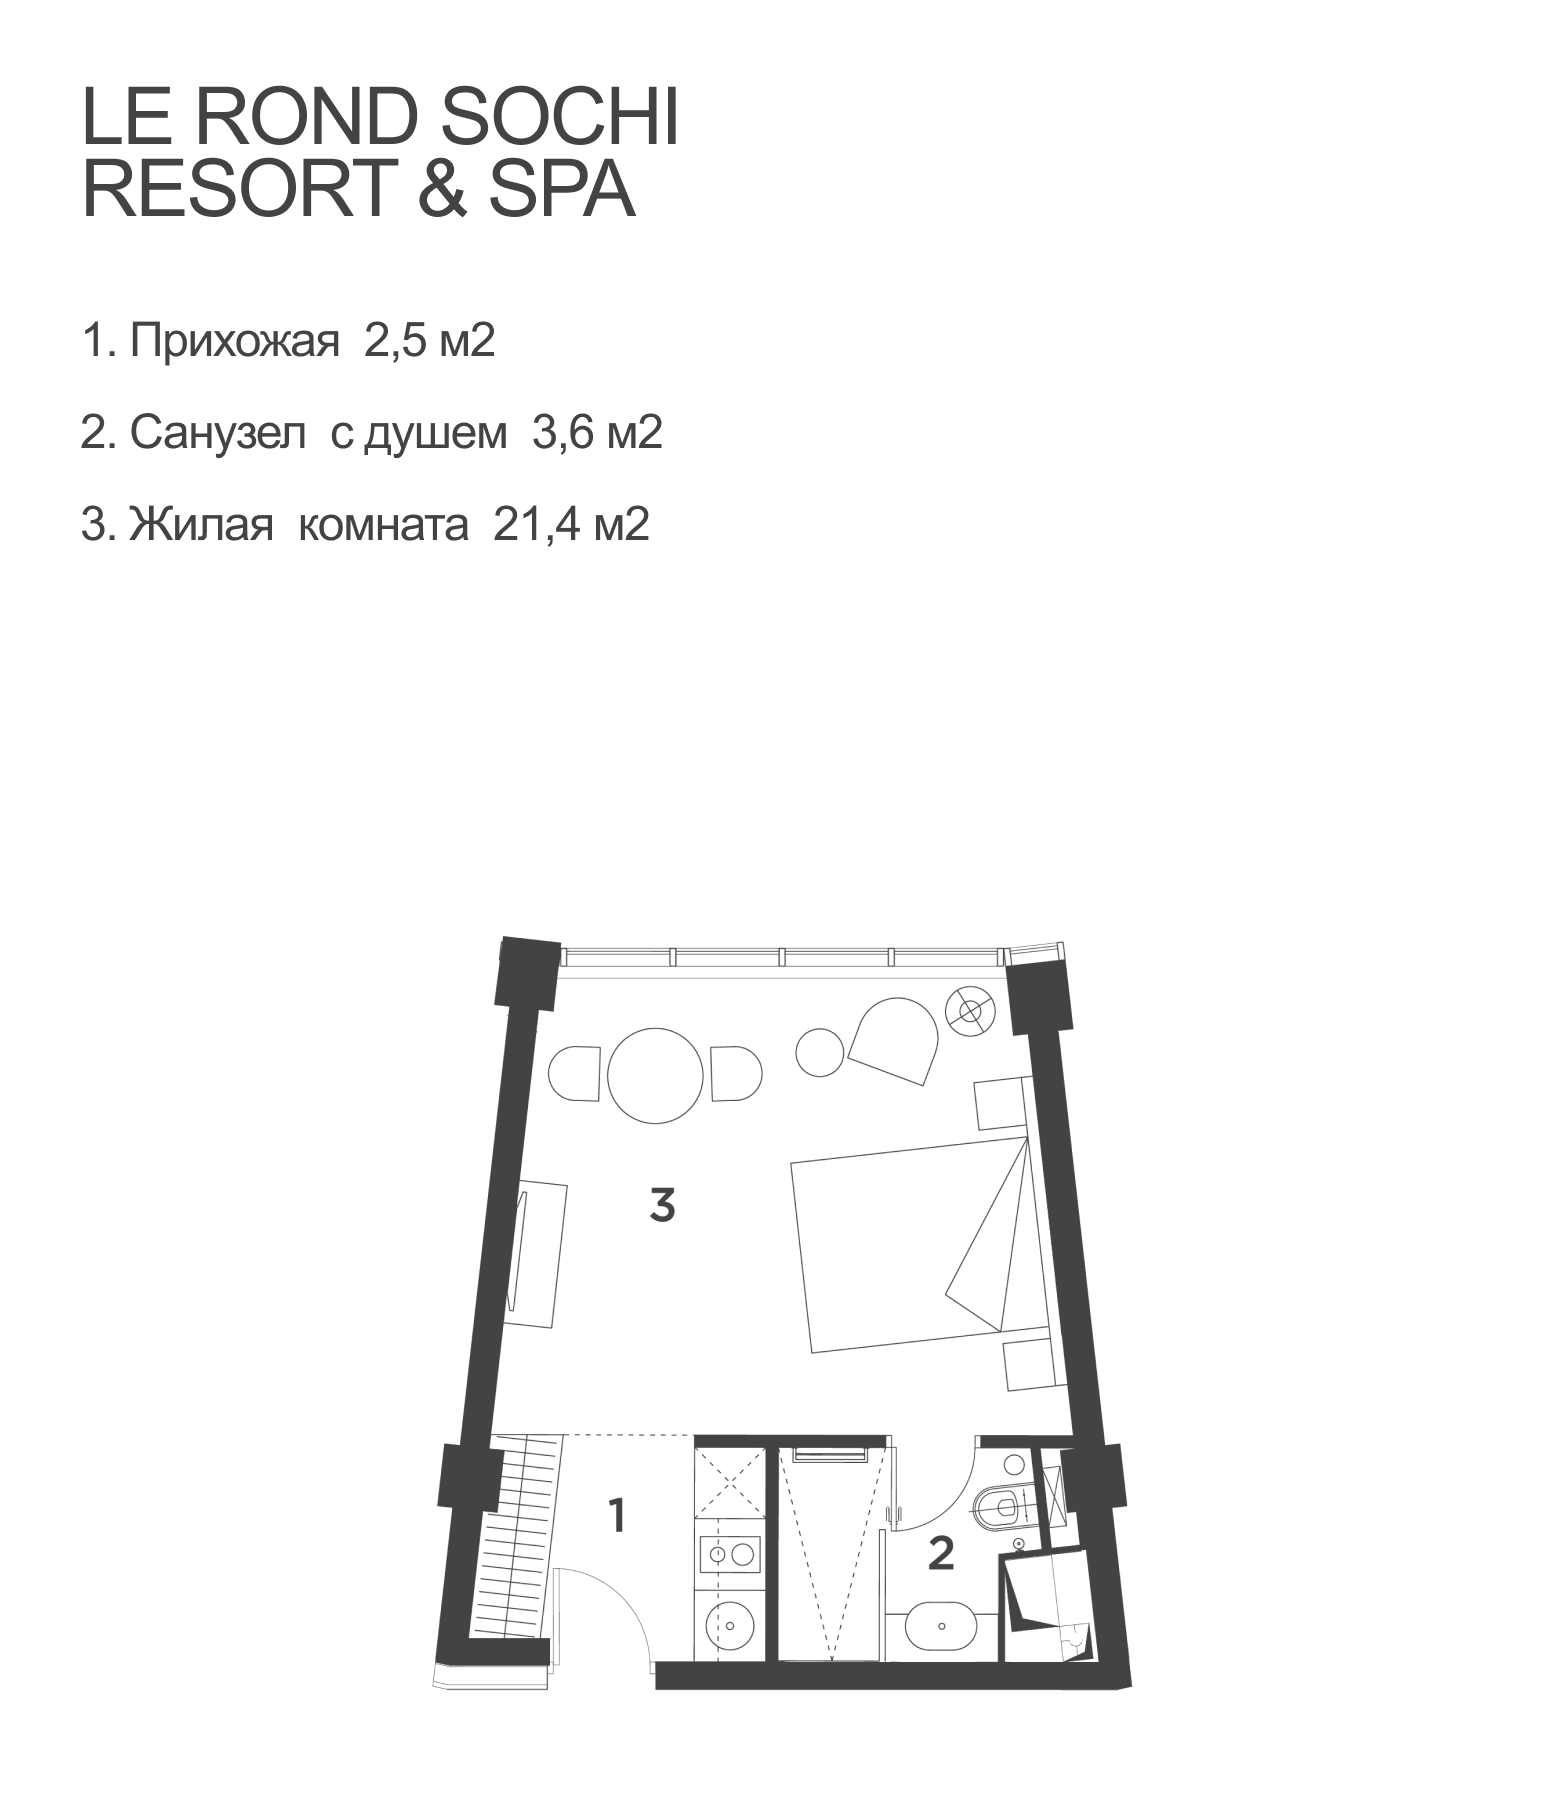 LE ROND SOCHI
RESORT & SPA
1. Прихожая 2,5 м2
2. Санузел с душем 3,6 м2
3. Жилая комната 21,4 м2
3
1
2